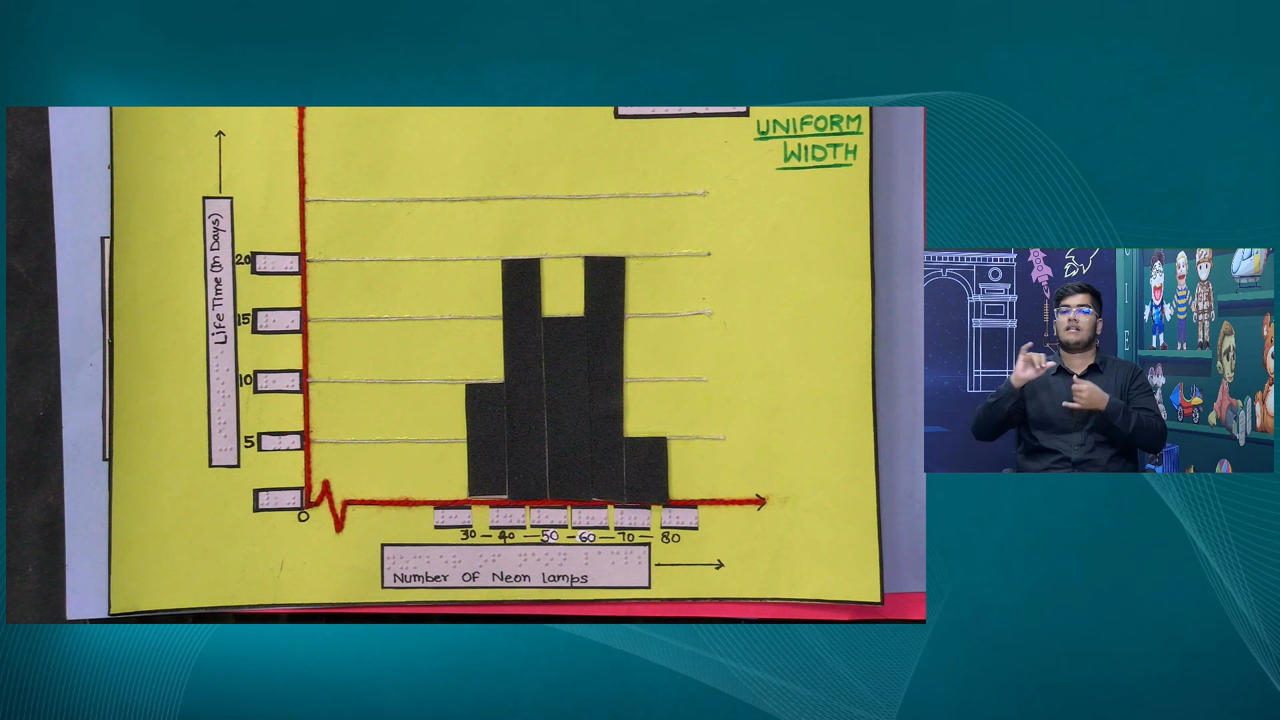 UNIFORM
WIDTH
Life Time (In Days)
20
15
10
5
0
30 - 40 - 50 - 60 - 70 - 80
Number Of Neon lamps